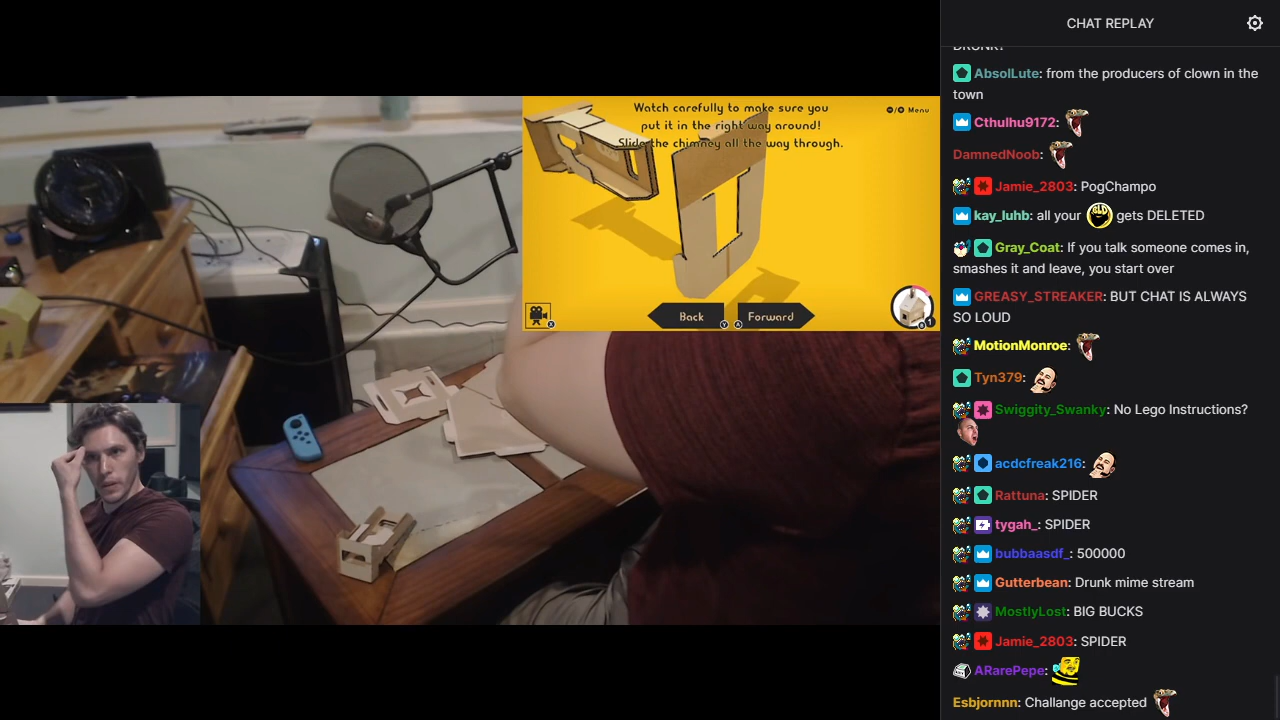 Watch carefully to make sure you
put it in the right way around!
Slide the chimney all the way through.
Menu
Back
Forward
X
Y
A
CHAT REPLAY
DRUNK?
AbsolLute: from the producers of clown in the
town
Cthulhu9172:
DamnedNoob:
Jamie_2803: PogChampo
kay_luhb: all your gets DELETED
Gray_Coat: If you talk someone comes in,
smashes it and leave, you start over
GREASY_STREAKER: BUT CHAT IS ALWAYS
SO LOUD
MotionMonroe:
Tyn379:
Swiggity_Swanky: No Lego Instructions?
acdcfreak216:
Rattuna: SPIDER
tygah_: SPIDER
bubbaasdf_: 500000
Gutterbean: Drunk mime stream
MostlyLost: BIG BUCKS
Jamie_2803: SPIDER
ARarePepe:
Esbjornnn: Challange accepted